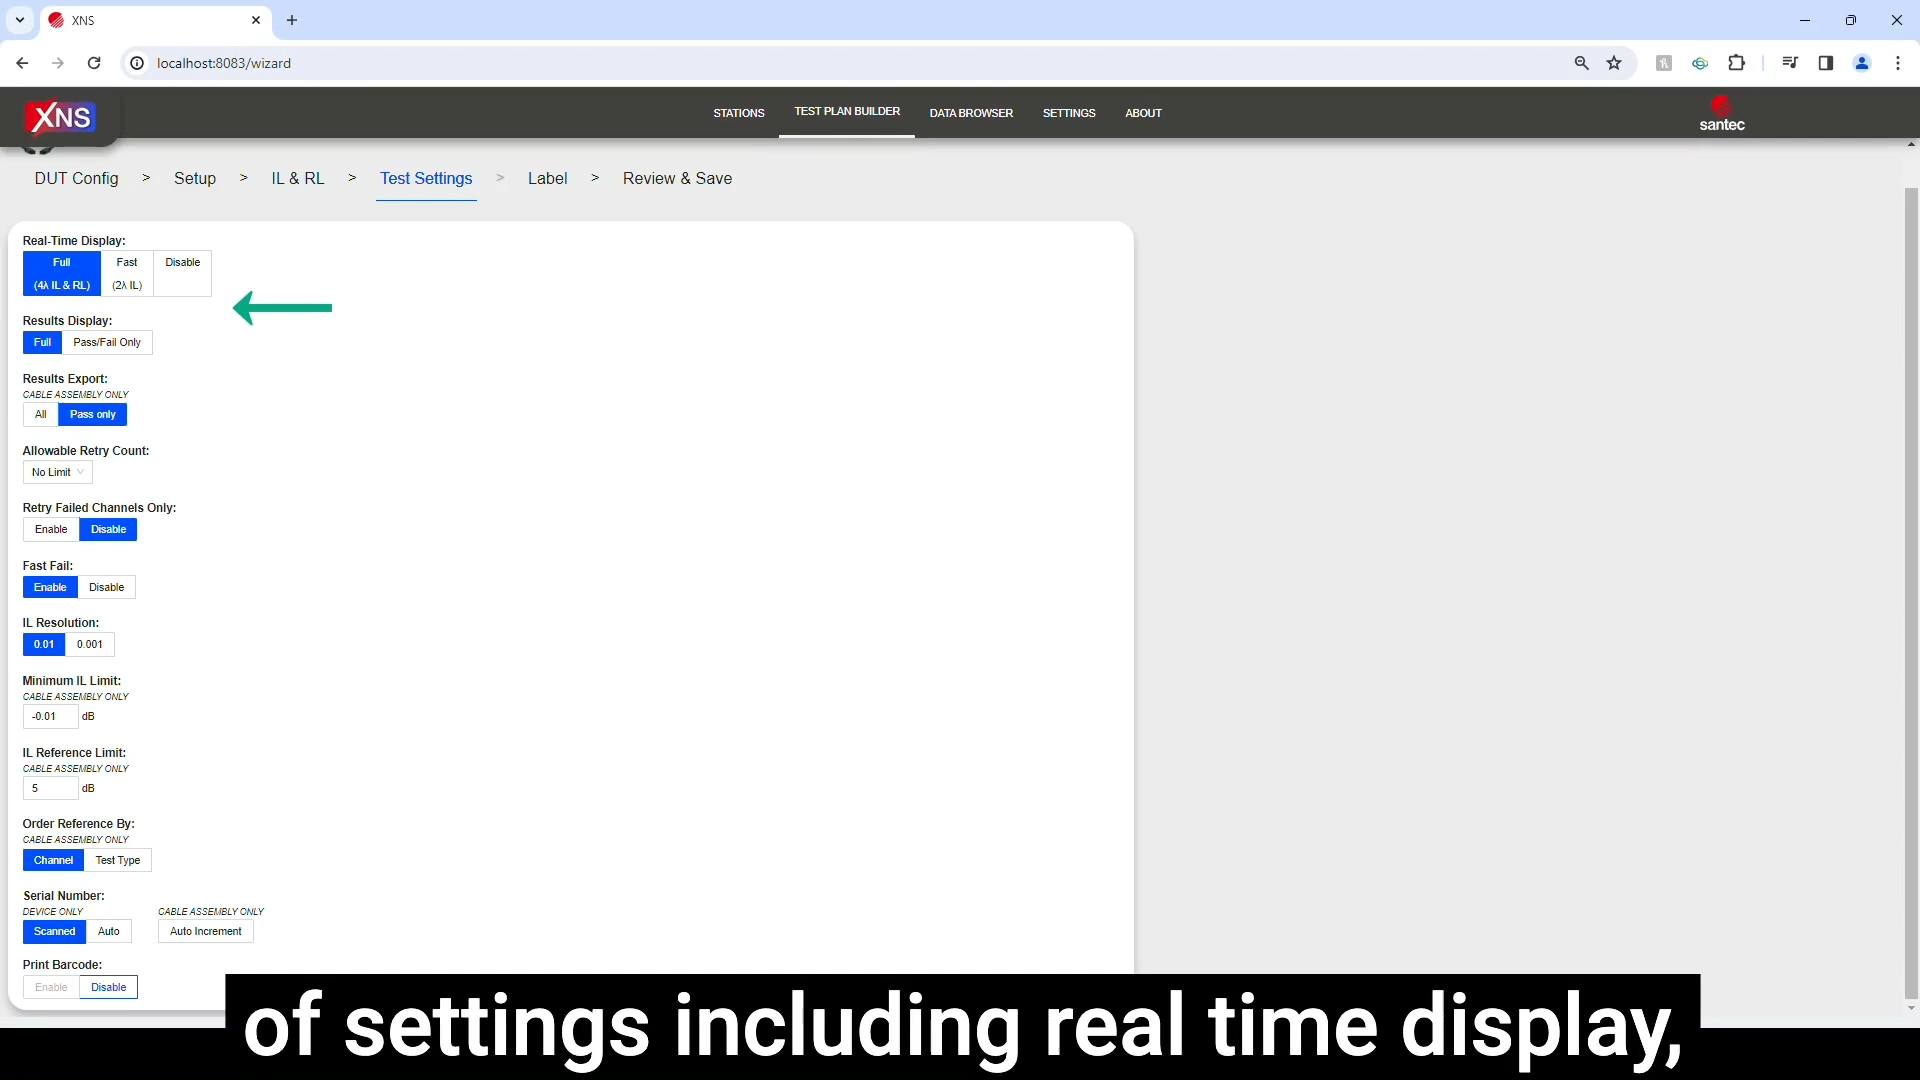 XNS
localhost:8083/wizard
XNS
STATIONS
TEST PLAN BUILDER
DATA BROWSER
SETTINGS
ABOUT
santec
DUT Config > Setup > IL & RL > Test Settings > Label > Review & Save
Real-Time Display:
Full Fast Disable
(4λ IL & RL) (2λ IL)
Results Display:
Full Pass/Fail Only
Results Export:
CABLE ASSEMBLY ONLY
All Pass only
Allowable Retry Count:
No Limit
Retry Failed Channels Only:
Enable Disable
Fast Fail:
Enable Disable
IL Resolution:
0.01 0.001
Minimum IL Limit:
CABLE ASSEMBLY ONLY
-0.01 dB
IL Reference Limit:
CABLE ASSEMBLY ONLY
5 dB
Order Reference By:
CABLE ASSEMBLY ONLY
Channel Test Type
Serial Number:
DEVICE ONLY CABLE ASSEMBLY ONLY
Scanned Auto Auto Increment
Print Barcode:
Enable Disable
of settings including real time display,